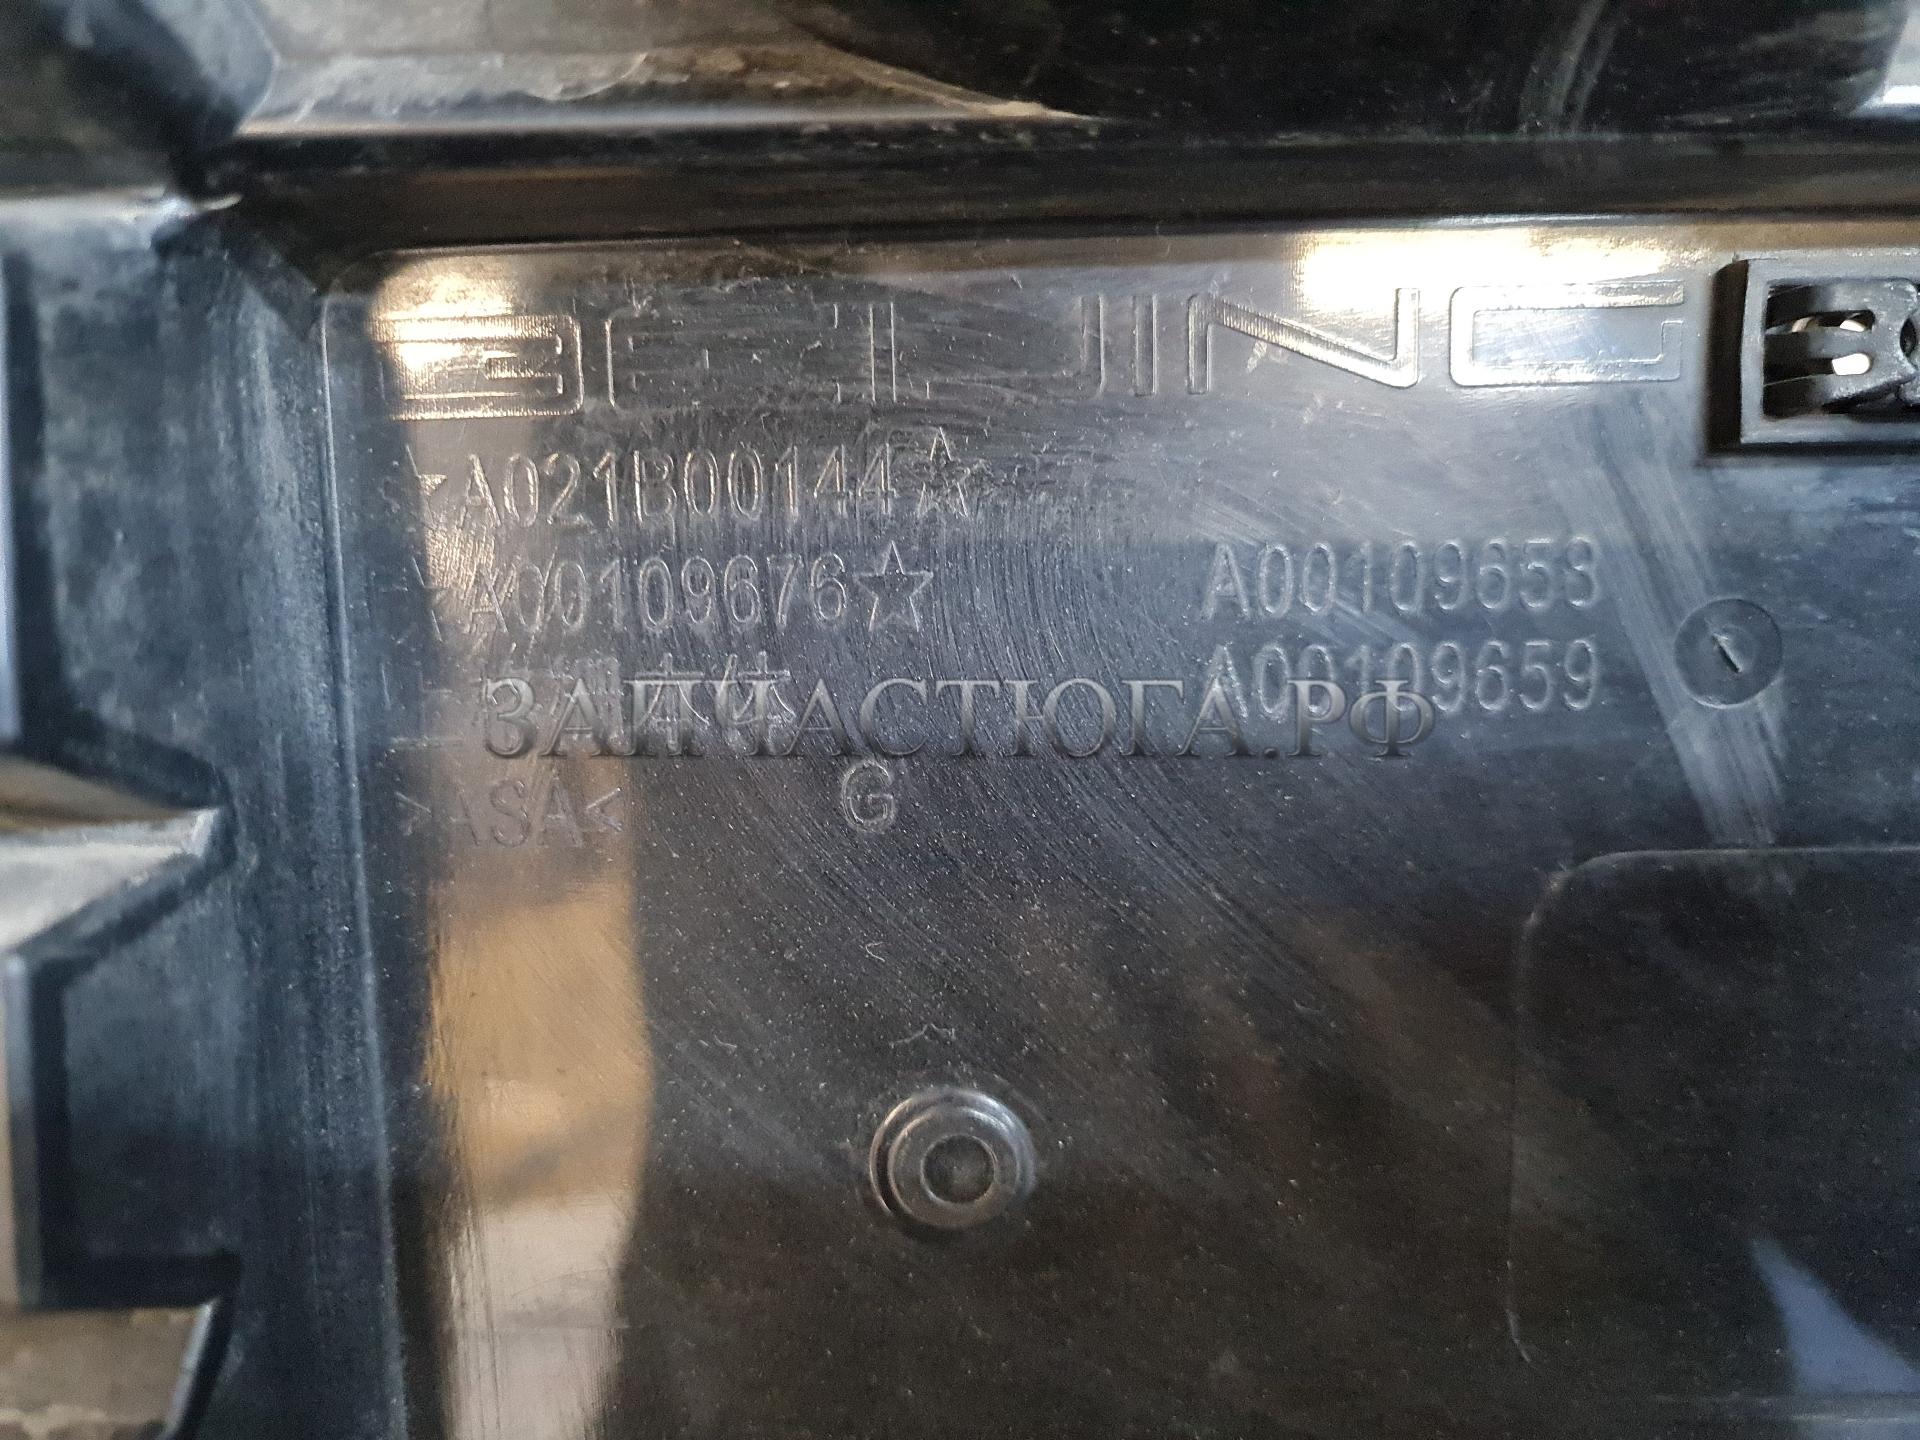 BEIJING
☆A021B00144☆
☆A00109676☆
A00109658
A00109659
ЗАПЧАСТЮГА.РФ
>ASA<
G